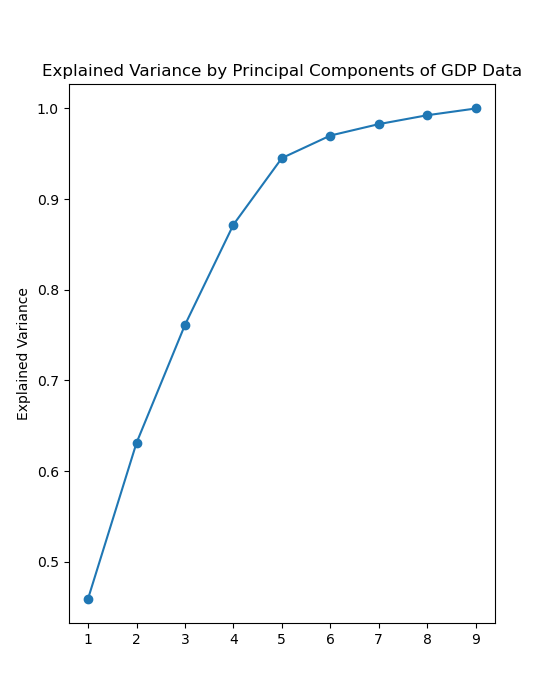 Explained Variance by Principal Components of GDP Data
1.0
0.9
0.8
0.7
0.6
0.5
Explained Variance
1 2 3 4 5 6 7 8 9